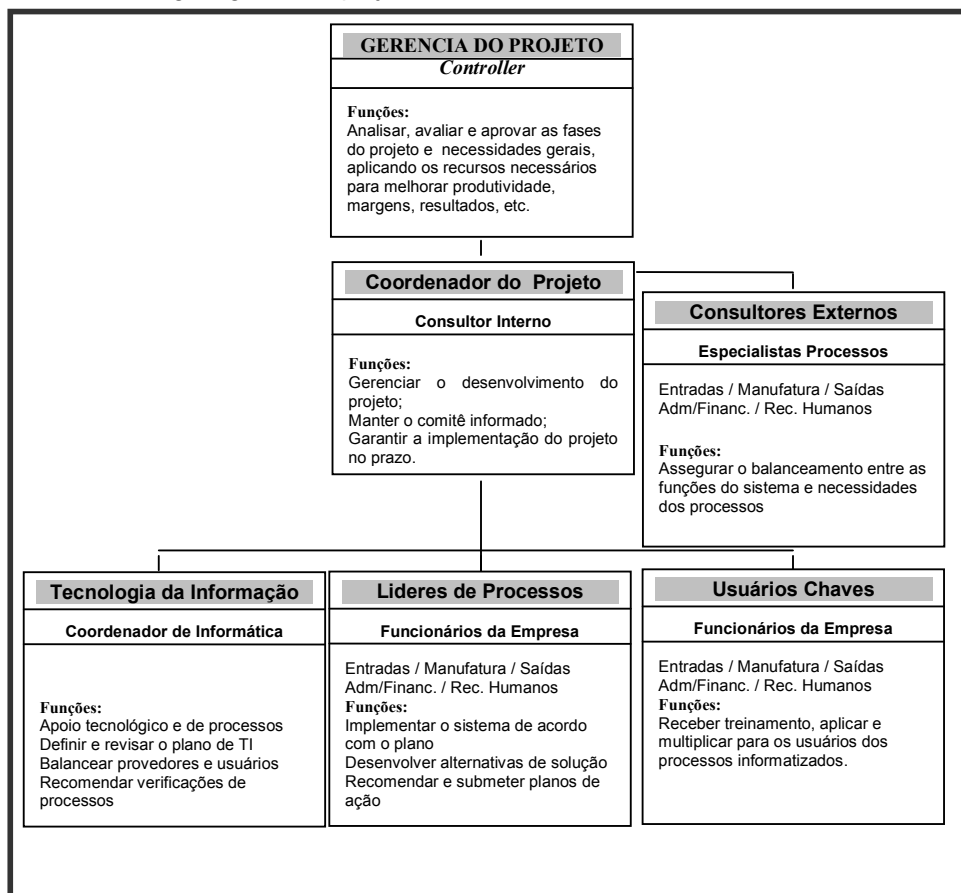 GERENCIA DO PROJETO
Controller
Funções:
Analisar, avaliar e aprovar as fases
do projeto e necessidades gerais,
aplicando os recursos necessários
para melhorar produtividade,
margens, resultados, etc.
Coordenador do Projeto
Consultor Interno
Funções:
Gerenciar o desenvolvimento do
projeto;
Manter o comitê informado;
Garantir a implementação do projeto
no prazo.
Consultores Externos
Especialistas Processos
Entradas / Manufatura / Saídas
Adm/Financ. / Rec. Humanos
Funções:
Assegurar o balanceamento entre as
funções do sistema e necessidades
dos processos
Tecnologia da Informação
Coordenador de Informática
Funções:
Apoio tecnológico e de processos
Definir e revisar o plano de TI
Balancear provedores e usuários
Recomendar verificações de
processos
Lideres de Processos
Funcionários da Empresa
Entradas / Manufatura / Saídas
Adm/Financ. / Rec. Humanos
Funções:
Implementar o sistema de acordo
com o plano
Desenvolver alternativas de solução
Recomendar e submeter planos de
ação
Usuários Chaves
Funcionários da Empresa
Entradas / Manufatura / Saídas
Adm/Financ. / Rec. Humanos
Funções:
Receber treinamento, aplicar e
multiplicar para os usuários dos
processos informatizados.